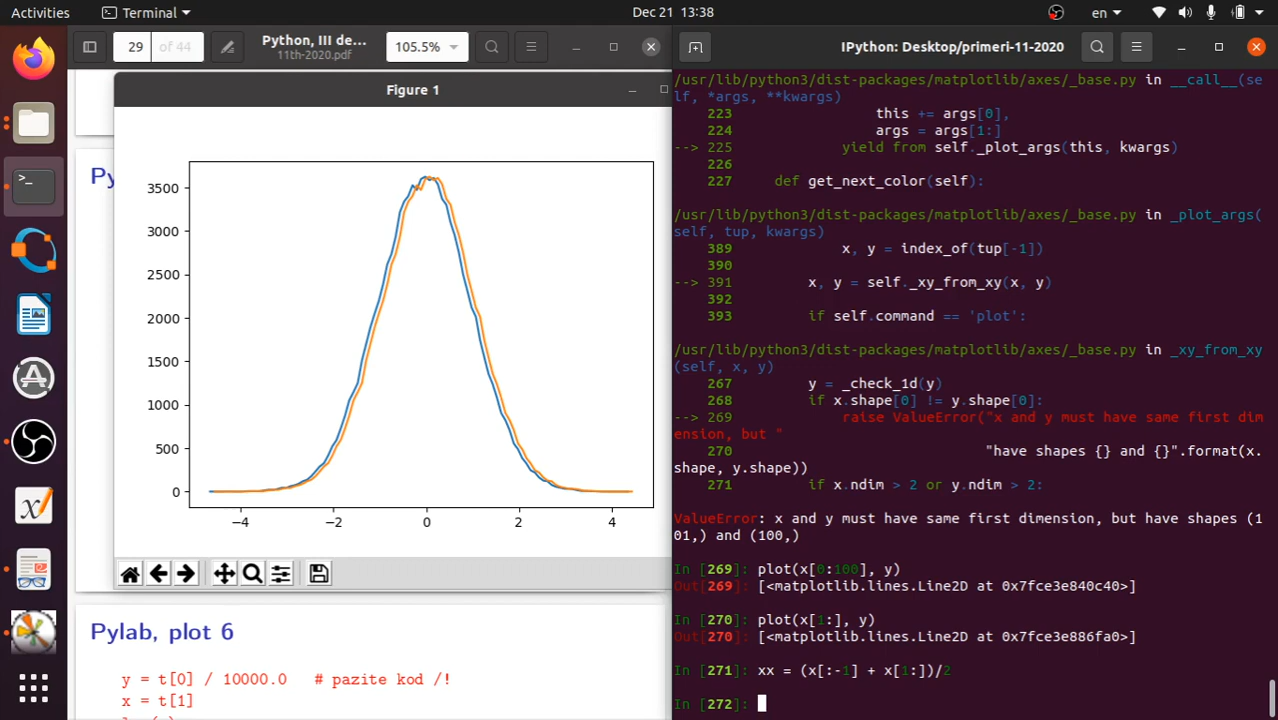 Activities
Terminal
Dec 21 13:38
en
29 of 44
Python, III de...
11th-2020.pdf
105.5%
IPython: Desktop/primeri-11-2020
Py
Figure 1
3500
3000
2500
2000
1500
1000
500
0
−4 −2 0 2 4
Pylab, plot 6
y = t[0] / 10000.0 # pazite kod /!
x = t[1]
/usr/lib/python3/dist-packages/matplotlib/axes/_base.py in __call__(se
lf, *args, **kwargs)
223 this += args[0],
224 args = args[1:]
--> 225 yield from self._plot_args(this, kwargs)
226
227 def get_next_color(self):
/usr/lib/python3/dist-packages/matplotlib/axes/_base.py in _plot_args(
self, tup, kwargs)
389 x, y = index_of(tup[-1])
390
--> 391 x, y = self._xy_from_xy(x, y)
392
393 if self.command == 'plot':
/usr/lib/python3/dist-packages/matplotlib/axes/_base.py in _xy_from_xy
(self, x, y)
267 y = _check_1d(y)
268 if x.shape[0] != y.shape[0]:
--> 269 raise ValueError("x and y must have same first dim
ension, but "
270 "have shapes {} and {}".format(x.
shape, y.shape))
271 if x.ndim > 2 or y.ndim > 2:
ValueError: x and y must have same first dimension, but have shapes (1
01,) and (100,)
In [269]: plot(x[0:100], y)
Out[269]: [<matplotlib.lines.Line2D at 0x7fce3e840c40>]
In [270]: plot(x[1:], y)
Out[270]: [<matplotlib.lines.Line2D at 0x7fce3e886fa0>]
In [271]: xx = (x[:-1] + x[1:])/2
In [272]: